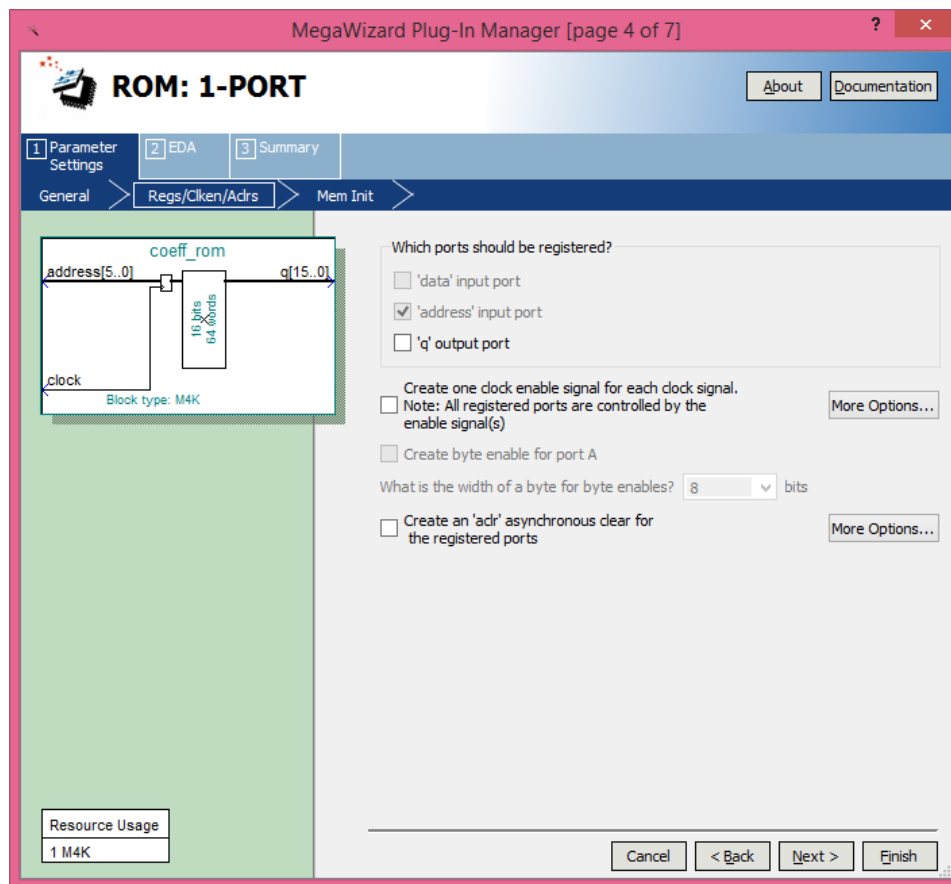 MegaWizard Plug-In Manager [page 4 of 7]
? ×
ROM: 1-PORT
About
Documentation
1 Parameter Settings
2 EDA
3 Summary
General
Regs/Clken/Aclrs
Mem Init
coeff_rom
address[5..0]
q[15..0]
16 bits
64 words
clock
Block type: M4K
Which ports should be registered?
'data' input port
'address' input port
'q' output port
Create one clock enable signal for each clock signal.
Note: All registered ports are controlled by the
enable signal(s)
More Options...
Create byte enable for port A
What is the width of a byte for byte enables? 8 bits
Create an 'aclr' asynchronous clear for
the registered ports
More Options...
Resource Usage
1 M4K
Cancel
< Back
Next >
Finish